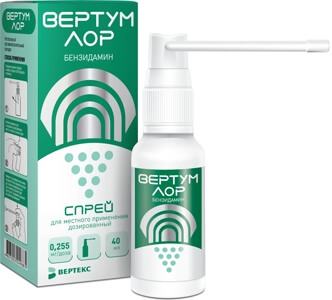 ВЕРТУМ
ЛОР
БЕНЗИДАМИН
СПРЕЙ
для местного применения
дозированный
0,255
мг/доза
40
мл
ВЕРТЕКС
ВЕРТУМ
ЛОР
БЕНЗИДАМИН